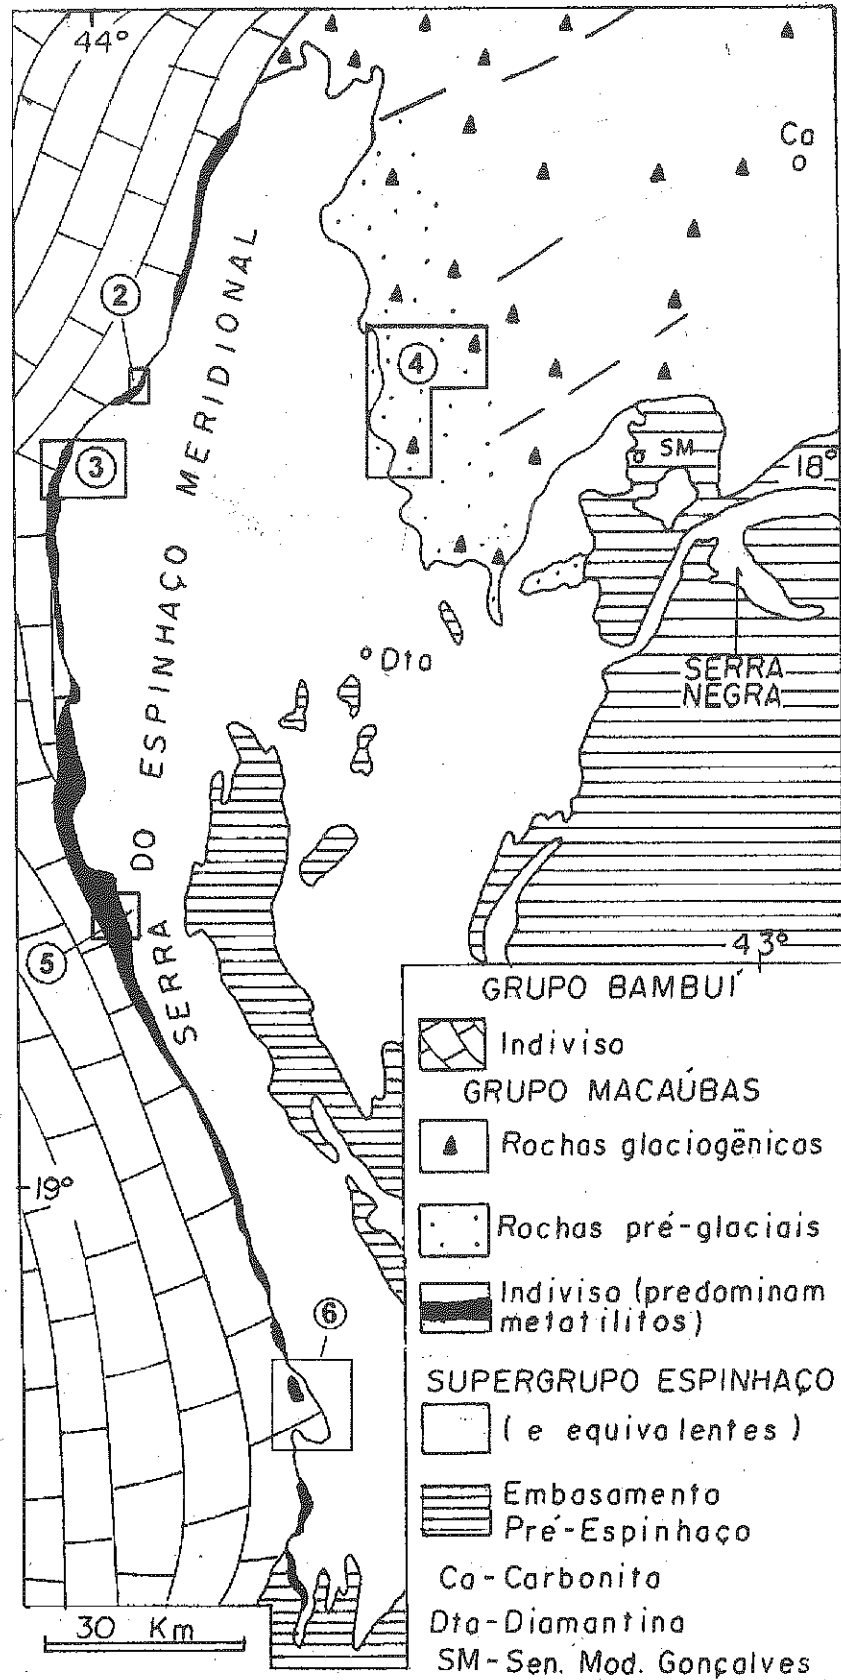 44°
Ca
2
4
SM
18°
3
SERRA DO ESPINHAÇO MERIDIONAL
Dta
SERRA
NEGRA
5
43°
GRUPO BAMBUÍ
Indiviso
GRUPO MACAÚBAS
Rochas glaciogênicas
19°
Rochas pré-glaciais
Indiviso (predominam
metatilitos)
6
SUPERGRUPO ESPINHAÇO
(e equivalentes)
Embasamento
Pré-Espinhaço
Ca-Carbonita
30 Km
Dta-Diamantina
SM-Sen. Mod. Gonçalves